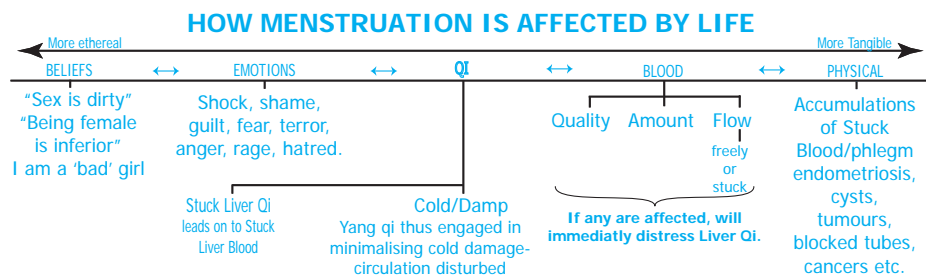 HOW MENSTRUATION IS AFFECTED BY LIFE
More ethereal
More Tangible
BELIEFS ↔ EMOTIONS ↔ QI ↔ BLOOD ↔ PHYSICAL
“Sex is dirty”
“Being female
is inferior”
I am a ‘bad’ girl
Shock, shame,
guilt, fear, terror,
anger, rage, hatred.
Stuck Liver Qi
leads on to Stuck
Liver Blood
Cold/Damp
Yang qi thus engaged in
minimalising cold damage-
circulation disturbed
Quality Amount Flow
freely
or
stuck
If any are affected, will
immediatly distress Liver Qi.
Accumulations
of Stuck
Blood/phlegm
endometriosis,
cysts,
tumours,
blocked tubes,
cancers etc.